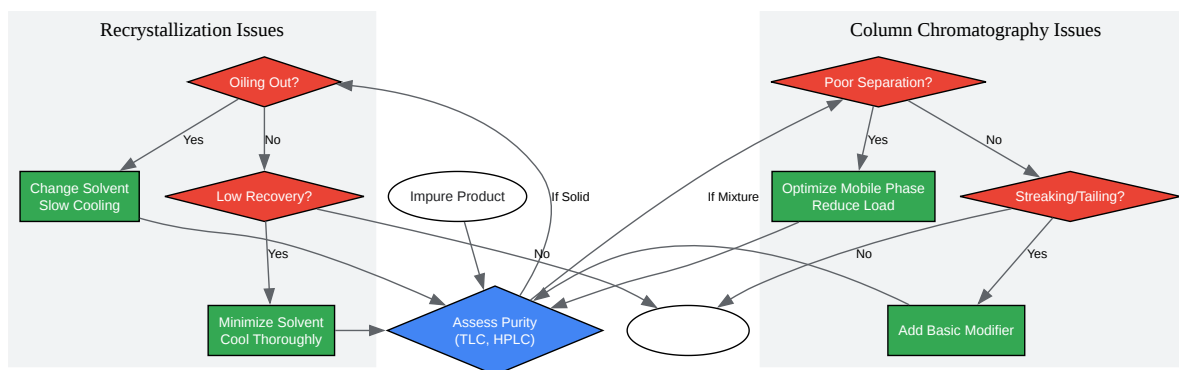 Recrystallization Issues
Column Chromatography Issues
Oiling Out?
Poor Separation?
Yes
No
Yes
No
Change Solvent
Slow Cooling
Low Recovery?
Impure Product
If Solid
If Mixture
Optimize Mobile Phase
Reduce Load
Streaking/Tailing?
Yes
No
No
Yes
Minimize Solvent
Cool Thoroughly
Assess Purity
(TLC, HPLC)
Add Basic Modifier